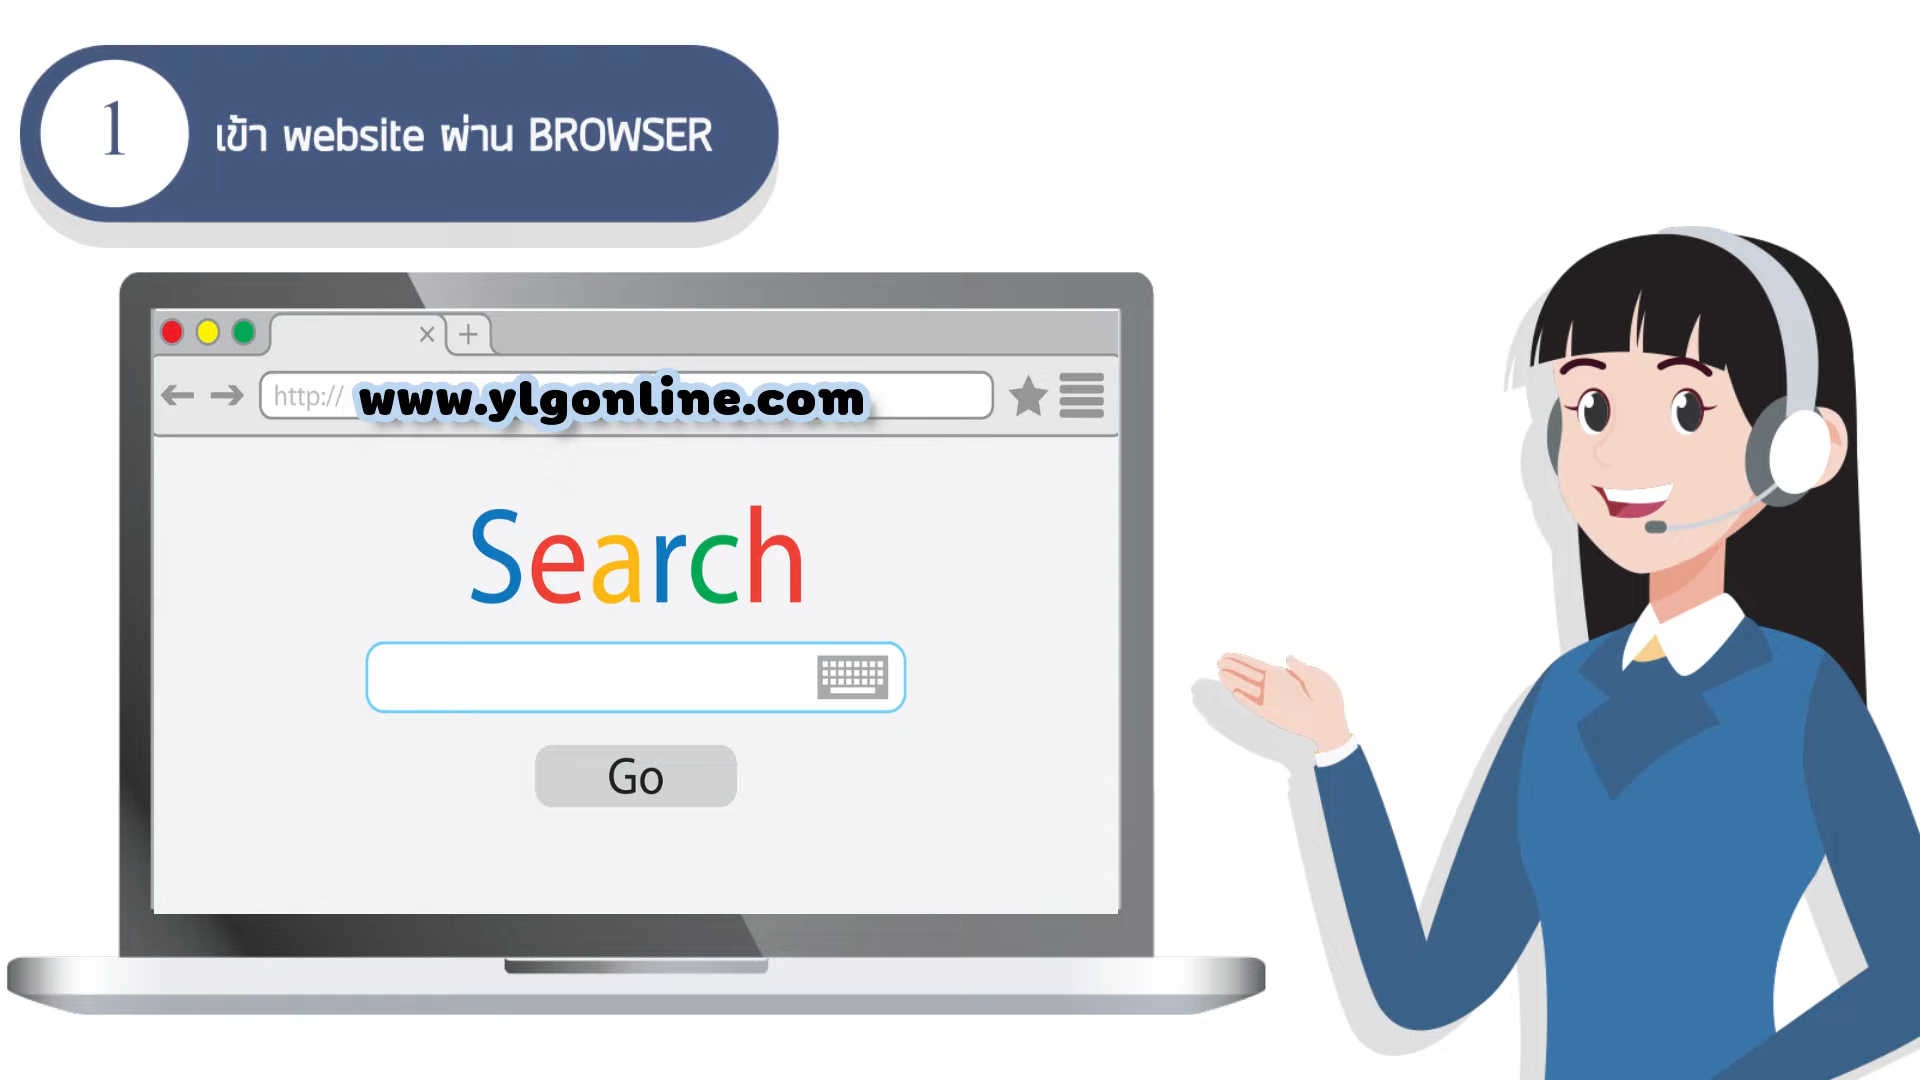 1
เข้า website ผ่าน BROWSER
http:// www.ylgonline.com
Search
Go